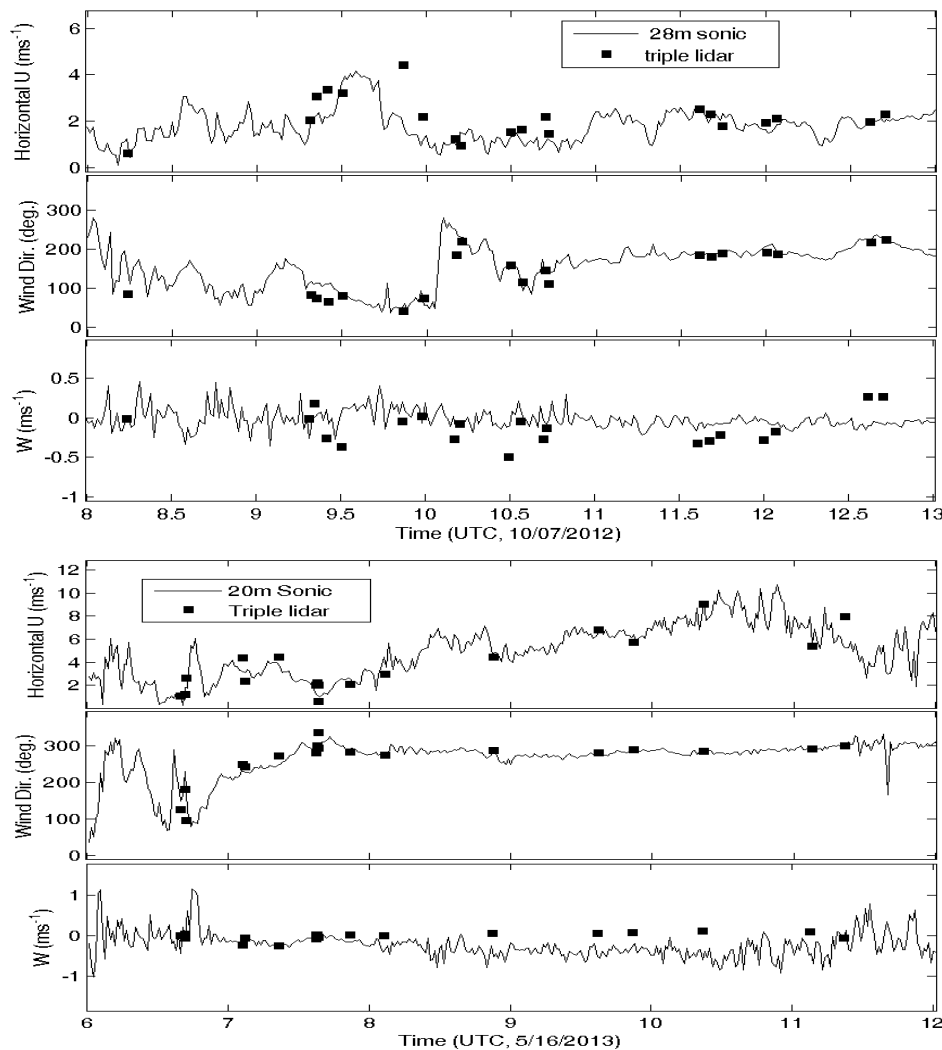 6
4
2
0
Horizontal U (ms-1)
28m sonic
triple lidar
300
200
100
0
Wind Dir. (deg.)
0.5
0
-0.5
-1
W (ms-1)
8 8.5 9 9.5 10 10.5 11 11.5 12 12.5 13
Time (UTC, 10/07/2012)
12
10
8
6
4
2
Horizontal U (ms-1)
20m Sonic
Triple lidar
300
200
100
0
Wind Dir. (deg.)
1
0
-1
W (ms-1)
6 7 8 9 10 11 12
Time (UTC, 5/16/2013)